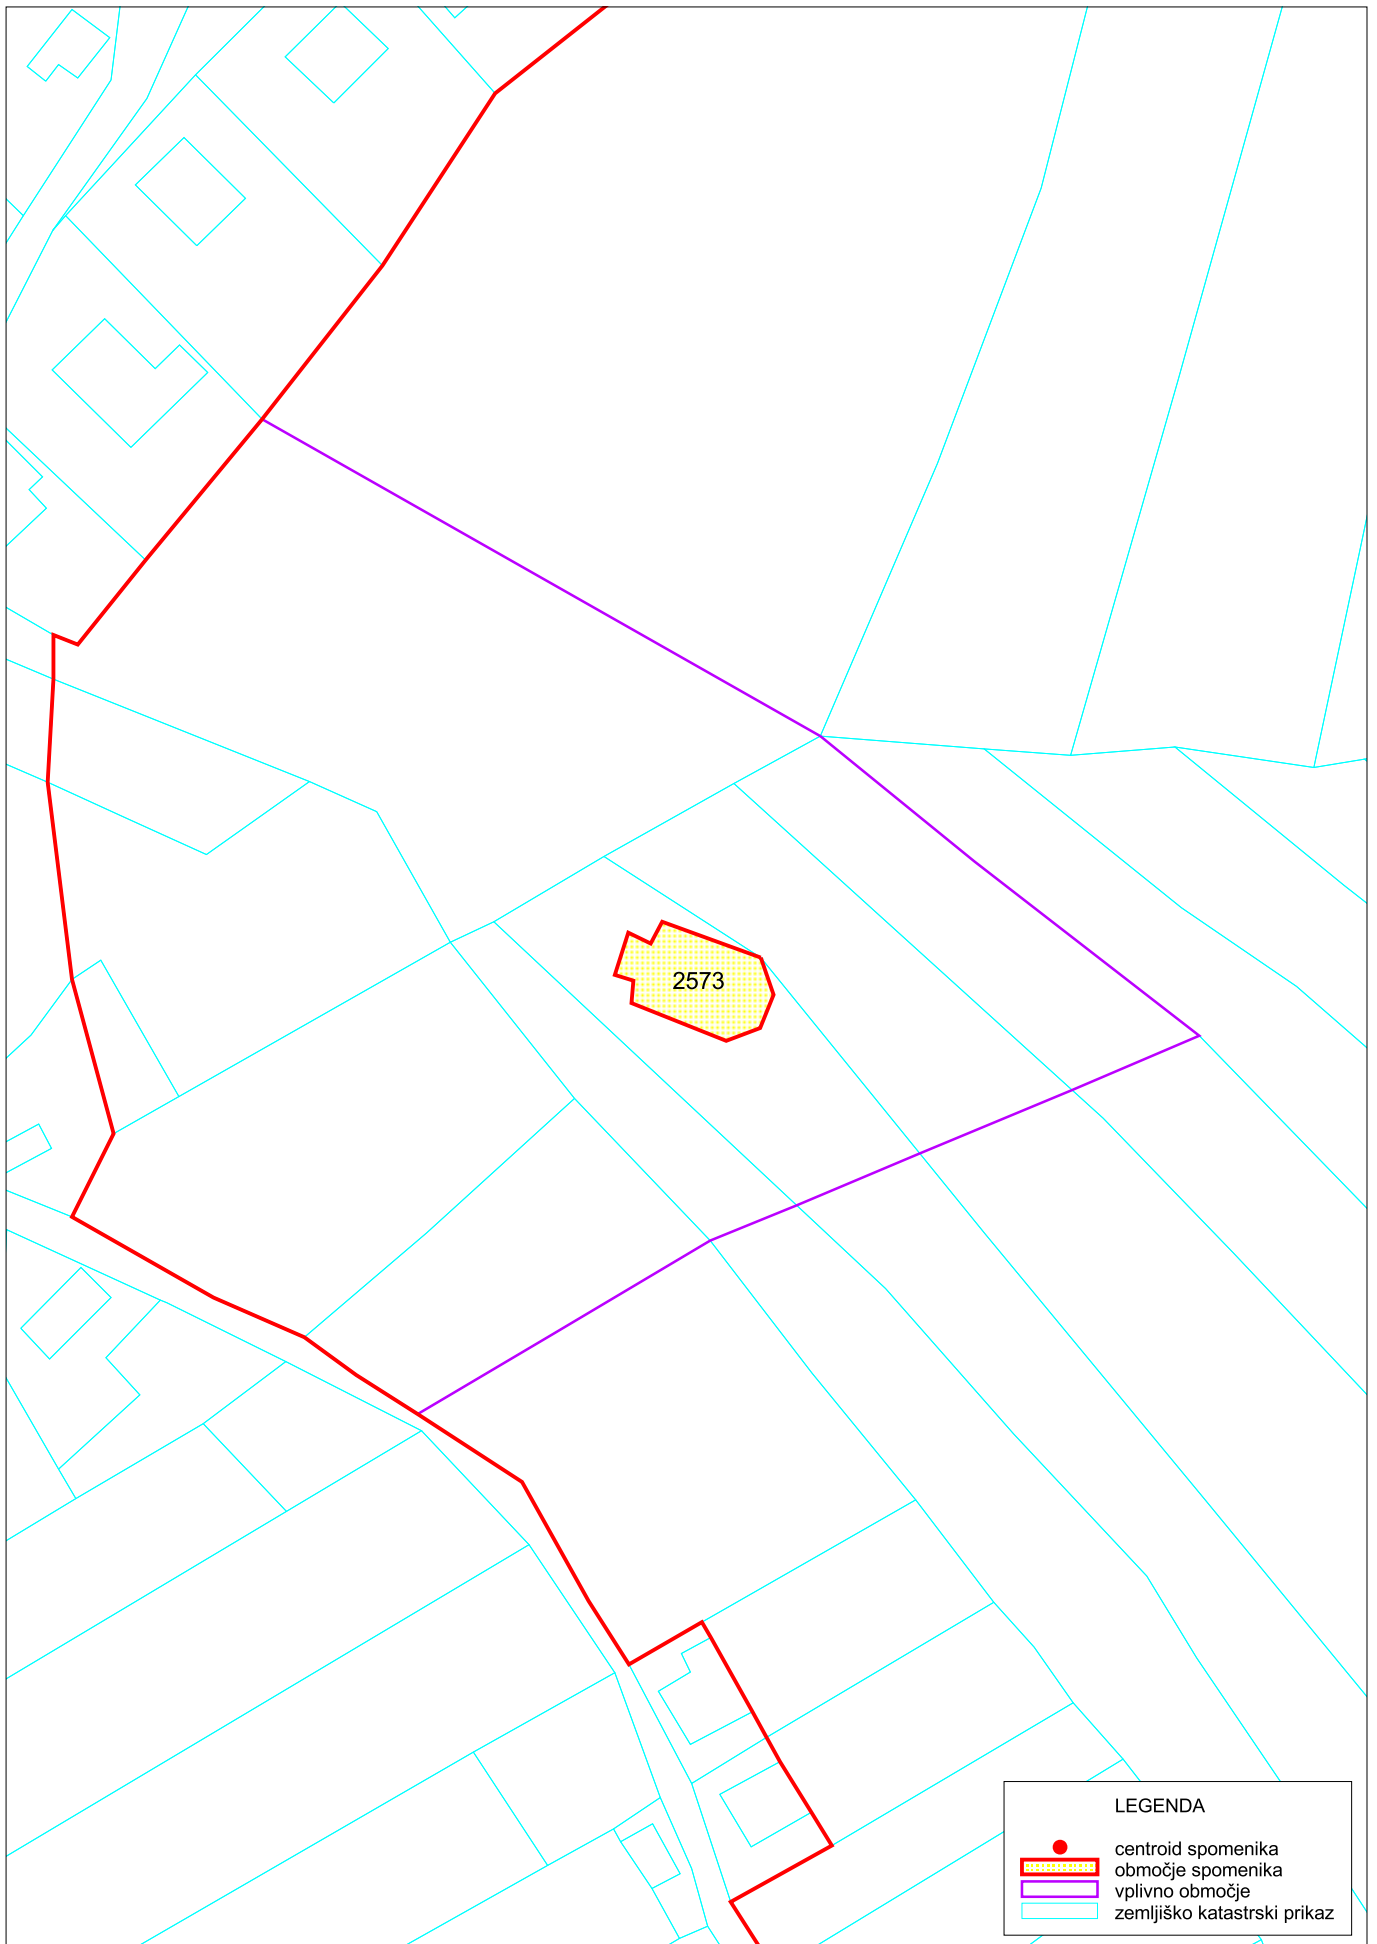 2573
LEGENDA
centroid spomenika
območje spomenika
vplivno območje
zemljiško katastrski prikaz